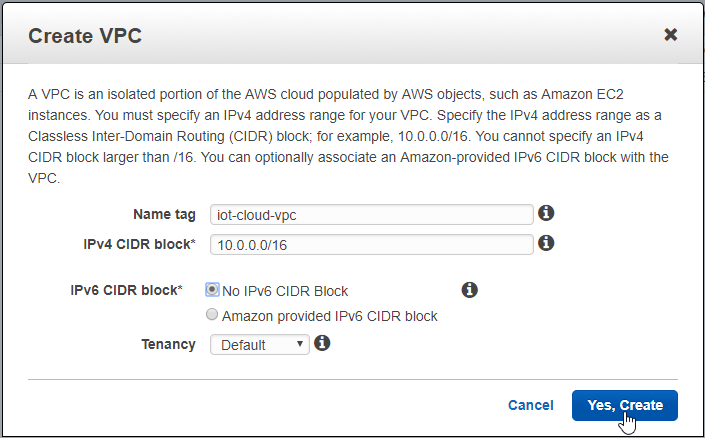 Create VPC
A VPC is an isolated portion of the AWS cloud populated by AWS objects, such as Amazon EC2
instances. You must specify an IPv4 address range for your VPC. Specify the IPv4 address range as a
Classless Inter-Domain Routing (CIDR) block; for example, 10.0.0.0/16. You cannot specify an IPv4
CIDR block larger than /16. You can optionally associate an Amazon-provided IPv6 CIDR block with the
VPC.
Name tag iot-cloud-vpc
IPv4 CIDR block* 10.0.0.0/16
IPv6 CIDR block* No IPv6 CIDR Block
Amazon provided IPv6 CIDR block
Tenancy Default
Cancel Yes, Create